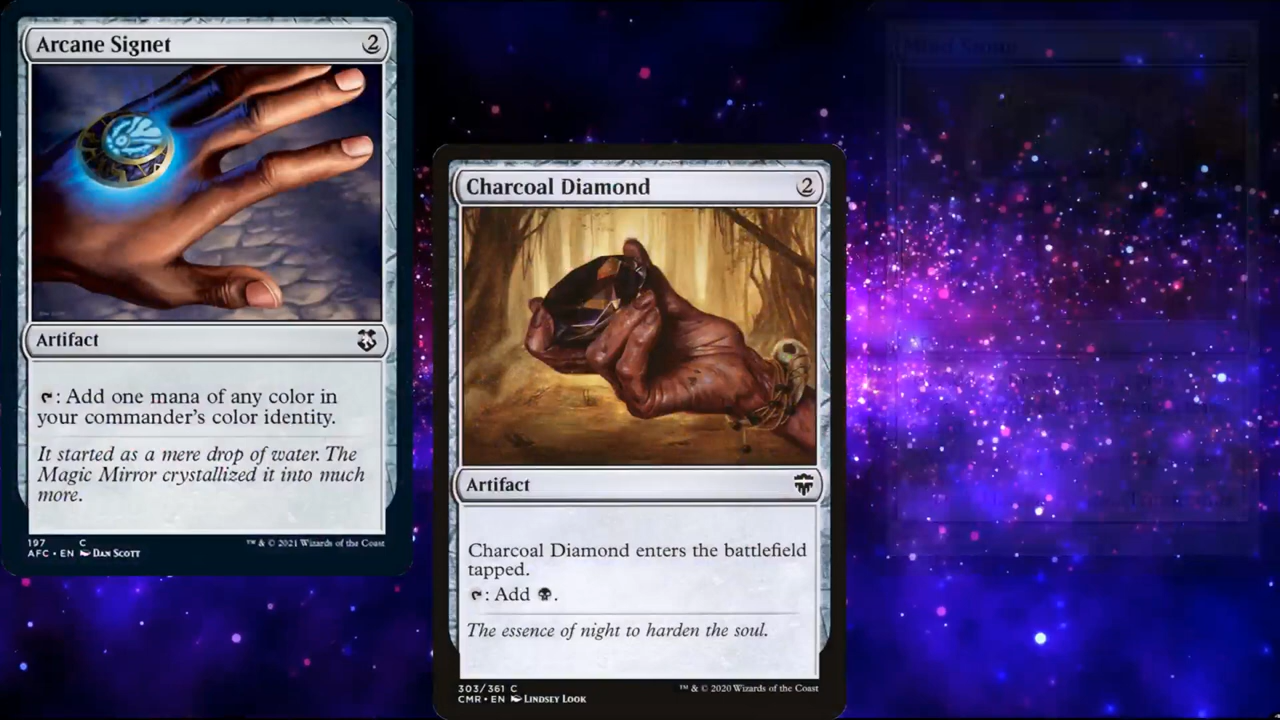 Arcane Signet 2
Artifact
: Add one mana of any color in
your commander's color identity.
It started as a mere drop of water. The
Magic Mirror crystallized it into much
more.
197 C
AFC • EN DAN SCOTT
™ & © 2021 Wizards of the Coast
Charcoal Diamond 2
Artifact
Charcoal Diamond enters the battlefield
tapped.
: Add .
The essence of night to harden the soul.
303/361 C
CMR • EN LINDSEY LOOK
™ & © 2020 Wizards of the Coast